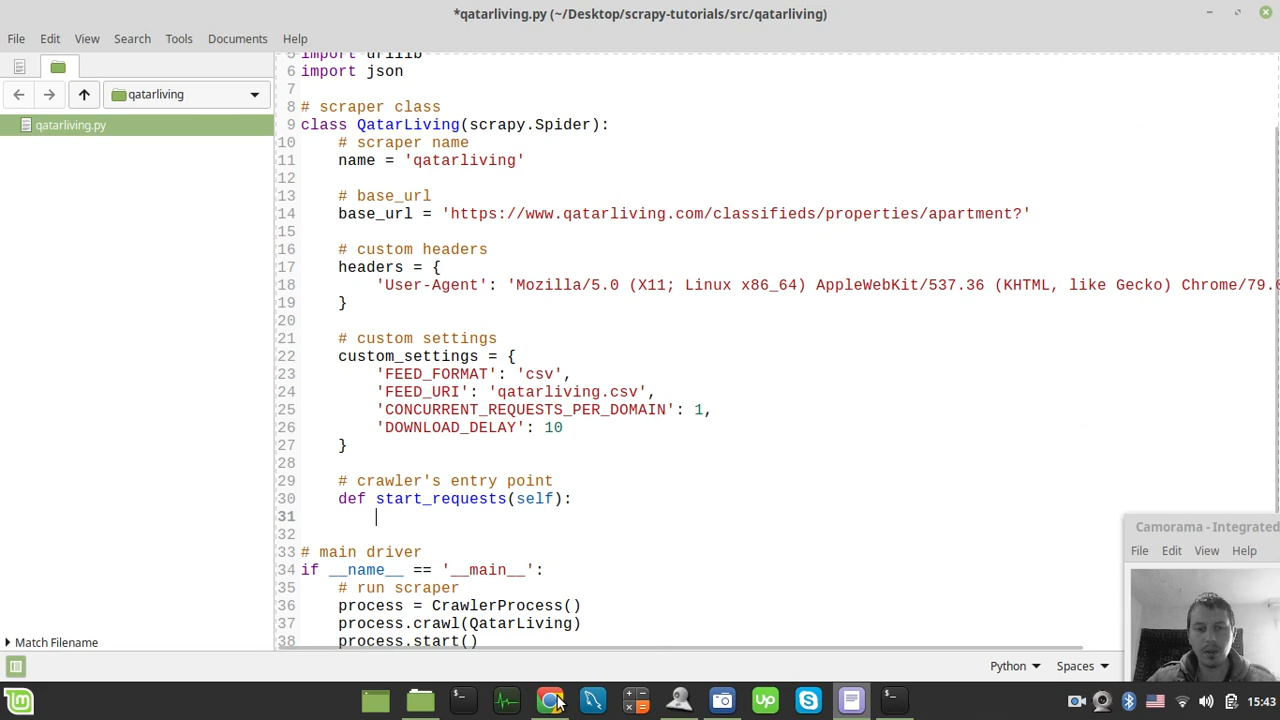 *qatarliving.py (~/Desktop/scrapy-tutorials/src/qatarliving)
File Edit View Search Tools Documents Help
qatarliving
qatarliving.py
5 import urllib
6 import json
7
8 # scraper class
9 class QatarLiving(scrapy.Spider):
10 # scraper name
11 name = 'qatarliving'
12
13 # base_url
14 base_url = 'https://www.qatarliving.com/classifieds/properties/apartment?'
15
16 # custom headers
17 headers = {
18 'User-Agent': 'Mozilla/5.0 (X11; Linux x86_64) AppleWebKit/537.36 (KHTML, like Gecko) Chrome/79.0
19 }
20
21 # custom settings
22 custom_settings = {
23 'FEED_FORMAT': 'csv',
24 'FEED_URI': 'qatarliving.csv',
25 'CONCURRENT_REQUESTS_PER_DOMAIN': 1,
26 'DOWNLOAD_DELAY': 10
27 }
28
29 # crawler's entry point
30 def start_requests(self):
31
32
33 # main driver
34 if __name__ == '__main__':
35 # run scraper
36 process = CrawlerProcess()
37 process.crawl(QatarLiving)
38 process.start()
Camorama - Integrated
File Edit View Help
Match Filename
Python Spaces
Up
15:43